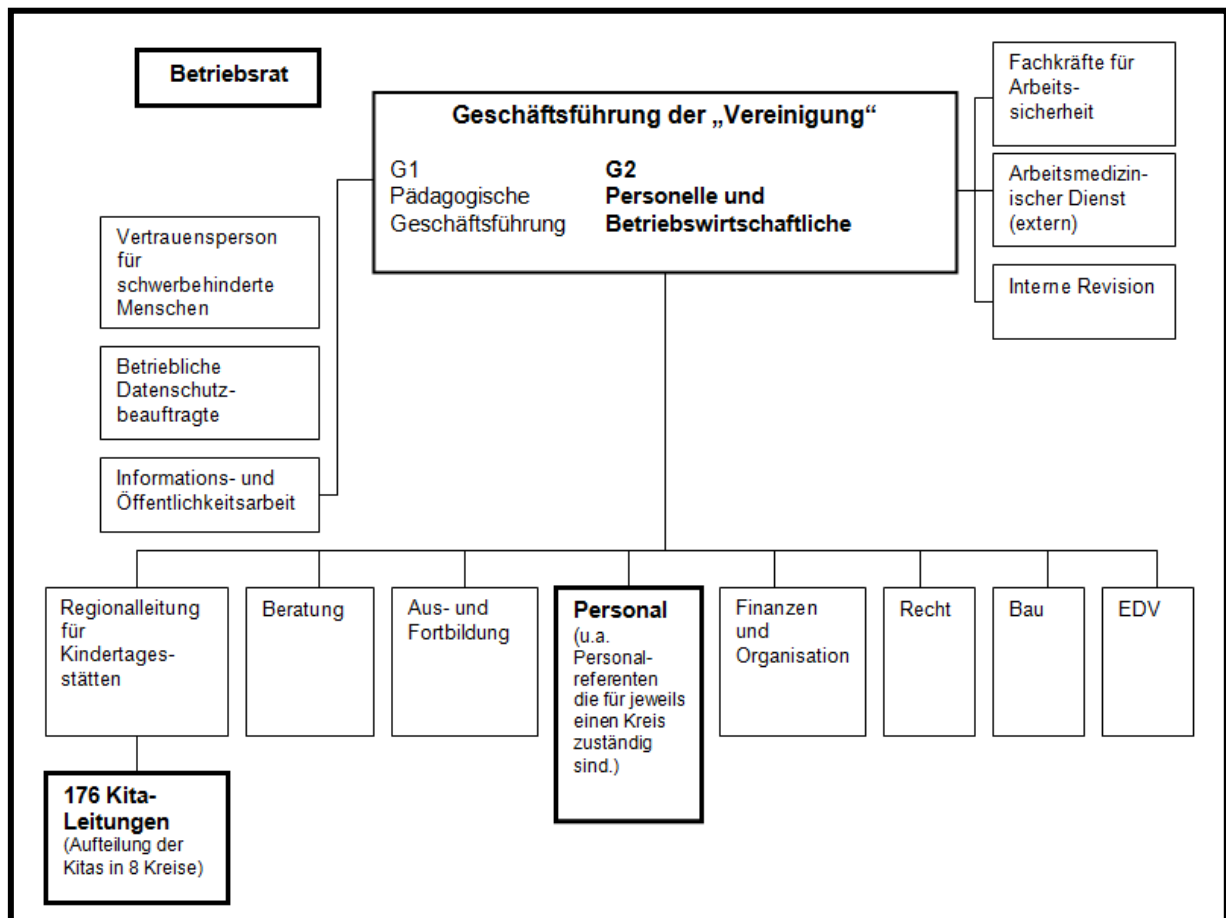 Betriebsrat
Geschäftsführung der „Vereinigung“
G1
Pädagogische
Geschäftsführung
G2
Personelle und
Betriebswirtschaftliche
Fachkräfte für
Arbeits-
sicherheit
Arbeitsmedizin-
ischer Dienst
(extern)
Interne Revision
Vertrauensperson
für
schwerbehinderte
Menschen
Betriebliche
Datenschutz-
beauftragte
Informations- und
Öffentlichkeitsarbeit
Regionalleitung
für
Kindertages-
stätten
Beratung
Aus- und
Fortbildung
Personal
(u.a.
Personal-
referenten
die für jeweils
einen Kreis
zuständig
sind.)
Finanzen
und
Organisation
Recht
Bau
EDV
176 Kita-
Leitungen
(Aufteilung der
Kitas in 8 Kreise)